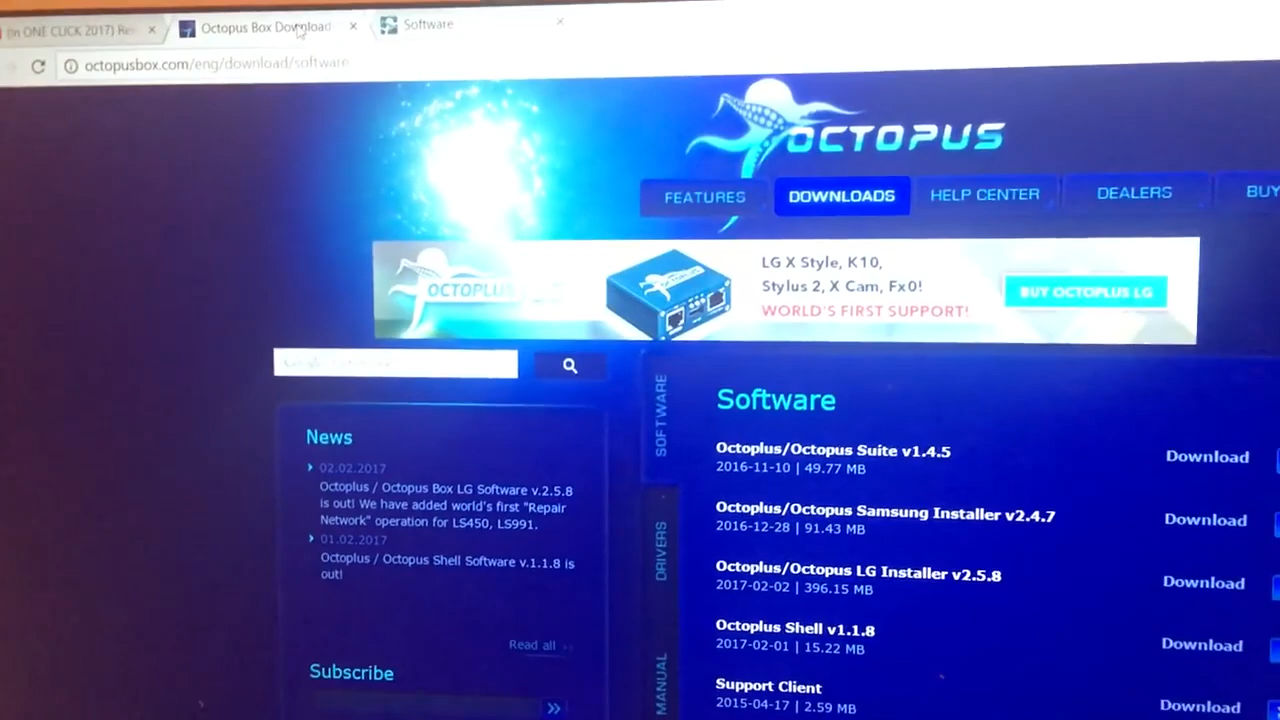 (in ONE CLICK 2017) Re
Octopus Box Download
Software
octopusbox.com/eng/download/software
OCTOPUS
FEATURES
DOWNLOADS
HELP CENTER
DEALERS
BUY
OCTOPLUS
LG X Style, K10,
Stylus 2, X Cam, Fx0!
WORLD'S FIRST SUPPORT!
BUY OCTOPLUS LG
News
02.02.2017
Octoplus / Octopus Box LG Software v.2.5.8
is out! We have added world's first "Repair
Network" operation for LS450, LS991.
01.02.2017
Octoplus / Octopus Shell Software v.1.1.8 is
out!
Read all
Subscribe
SOFTWARE
DRIVERS
MANUAL
Software
Octoplus/Octopus Suite v1.4.5
2016-11-10 | 49.77 MB
Download
Octoplus/Octopus Samsung Installer v2.4.7
2016-12-28 | 91.43 MB
Download
Octoplus/Octopus LG Installer v2.5.8
2017-02-02 | 396.15 MB
Download
Octoplus Shell v1.1.8
2017-02-01 | 15.22 MB
Download
Support Client
2015-04-17 | 2.59 MB
Download